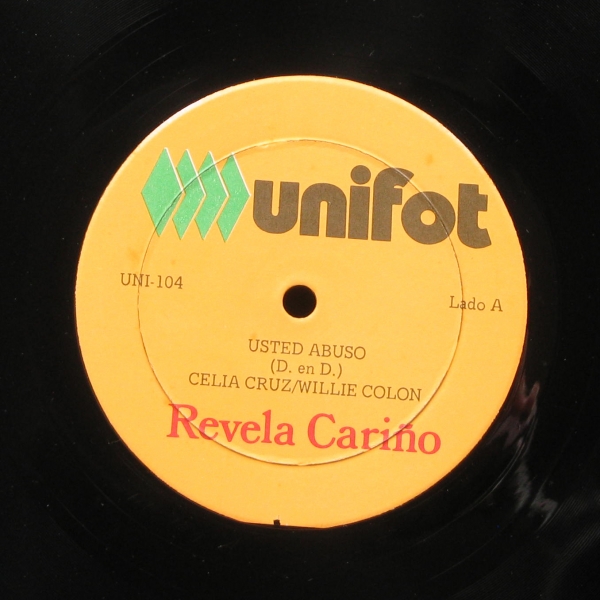 unifot
UNI-104
Lado A
USTED ABUSO
(D. en D.)
CELIA CRUZ/WILLIE COLON
Revela Cariño